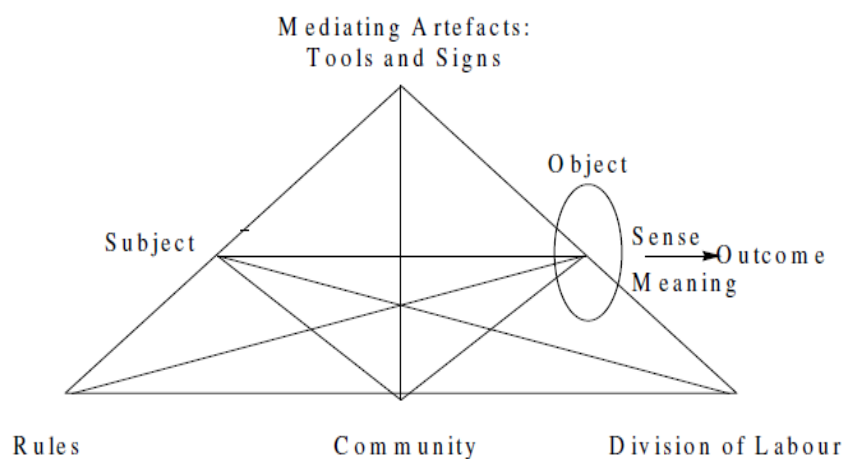 Mediating Artefacts:
Tools and Signs
Object
Subject
Sense
Outcome
Meaning
Rules
Community
Division of Labour